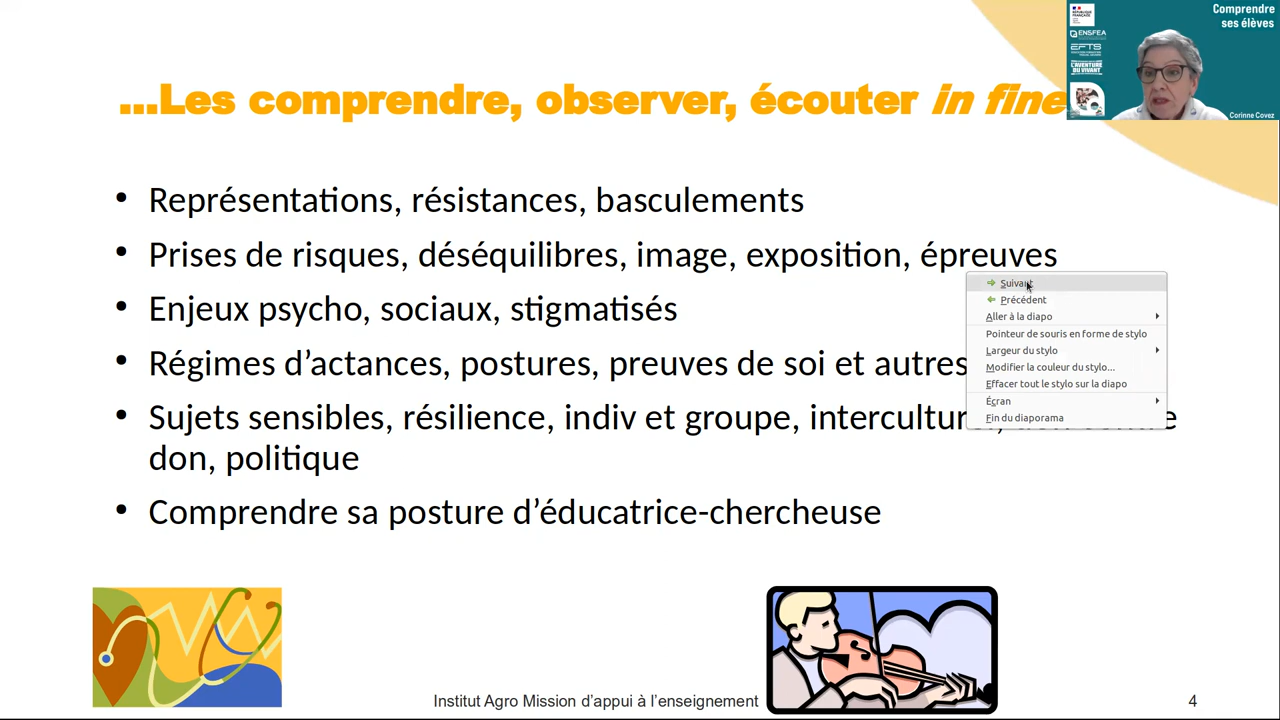 Comprendre
ses élèves
RÉPUBLIQUE
FRANÇAISE
ENSFEA
EFTS
L'AVENTURE
DU VIVANT
Corinne Covez
...Les comprendre, observer, écouter in fine
• Représentations, résistances, basculements
• Prises de risques, déséquilibres, image, exposition, épreuves
• Enjeux psycho, sociaux, stigmatisés
• Régimes d'actances, postures, preuves de soi et autres
• Sujets sensibles, résilience, indiv et groupe,
don, politique
• Comprendre sa posture d'éducatrice-chercheuse
Suivant
Précédent
Aller à la diapo
Pointeur de souris en forme de stylo
Largeur du stylo
Modifier la couleur du stylo...
Effacer tout le stylo sur la diapo
Écran
Fin du diaporama
Institut Agro Mission d'appui à l'enseignement
4